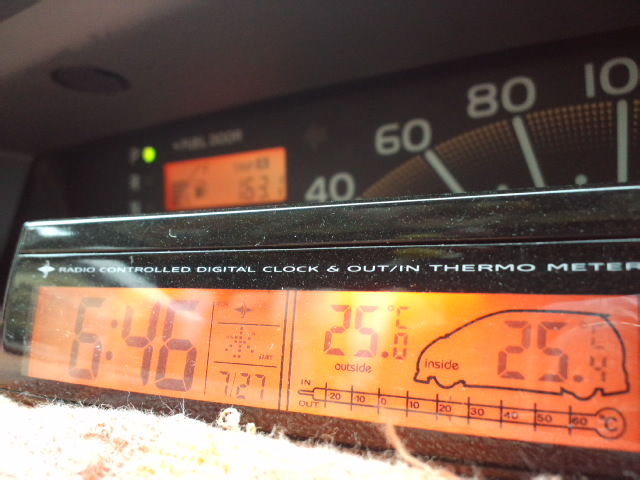 40 60 80 10
P
R
RADIO CONTROLLED DIGITAL CLOCK & OUT/IN THERMO METER
6:46
水
7/27
25.0 °C
outside
inside
25.4 °C
IN
OUT
20 10 0 10 20 30 40 50 60 °C